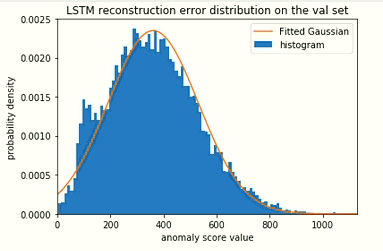 LSTM reconstruction error distribution on the val set
Fitted Gaussian
histogram
probability density
0.0025
0.0020
0.0015
0.0010
0.0005
0.0000
0 200 400 600 800 1000
anomaly score value